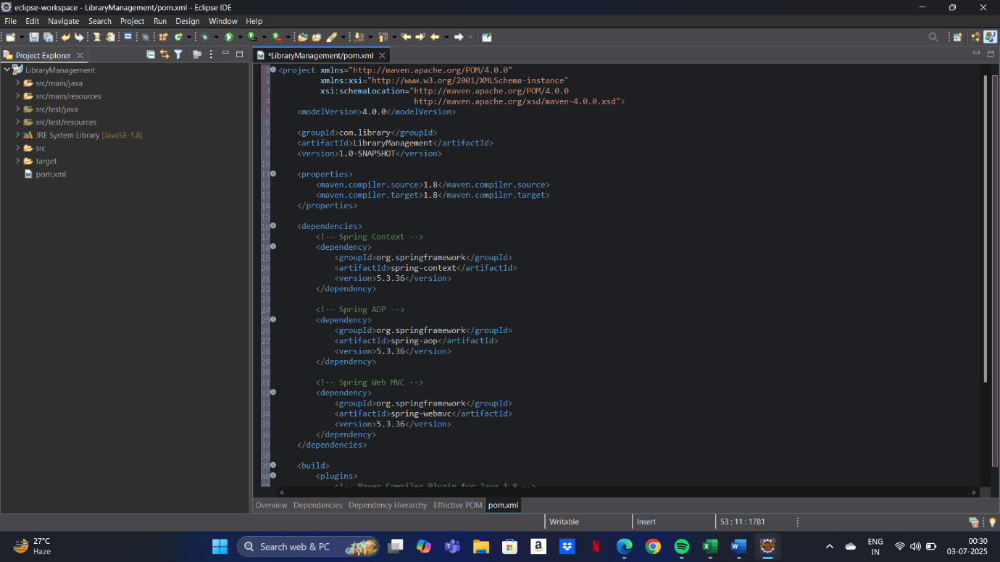 eclipse-workspace - LibraryManagement/pom.xml - Eclipse IDE
File Edit Navigate Search Project Run Design Window Help
Project Explorer
*LibraryManagement/pom.xml
LibraryManagement
src/main/java
src/main/resources
src/test/java
src/test/resources
JRE System Library [JavaSE-1.8]
src
target
pom.xml
1 <project xmlns="http://maven.apache.org/POM/4.0.0"
2 xmlns:xsi="http://www.w3.org/2001/XMLSchema-instance"
3 xsi:schemaLocation="http://maven.apache.org/POM/4.0.0
4 http://maven.apache.org/xsd/maven-4.0.0.xsd">
5 <modelVersion>4.0.0</modelVersion>
6
7 <groupId>com.library</groupId>
8 <artifactId>LibraryManagement</artifactId>
9 <version>1.0-SNAPSHOT</version>
10
11 <properties>
12 <maven.compiler.source>1.8</maven.compiler.source>
13 <maven.compiler.target>1.8</maven.compiler.target>
14 </properties>
15
16 <dependencies>
17 <!-- Spring Context -->
18 <dependency>
19 <groupId>org.springframework</groupId>
20 <artifactId>spring-context</artifactId>
21 <version>5.3.36</version>
22 </dependency>
23
24 <!-- Spring AOP -->
25 <dependency>
26 <groupId>org.springframework</groupId>
27 <artifactId>spring-aop</artifactId>
28 <version>5.3.36</version>
29 </dependency>
30
31 <!-- Spring Web MVC -->
32 <dependency>
33 <groupId>org.springframework</groupId>
34 <artifactId>spring-webmvc</artifactId>
35 <version>5.3.36</version>
36 </dependency>
37 </dependencies>
38
39 <build>
40 <plugins>
41 <!-- Maven Compiler Plugin for Java 1.8 -->
Overview Dependencies Dependency Hierarchy Effective POM pom.xml
Writable Insert 53 : 11 : 1781
27°C
Haze
Search web & PC
ENG
IN
00:30
03-07-2025